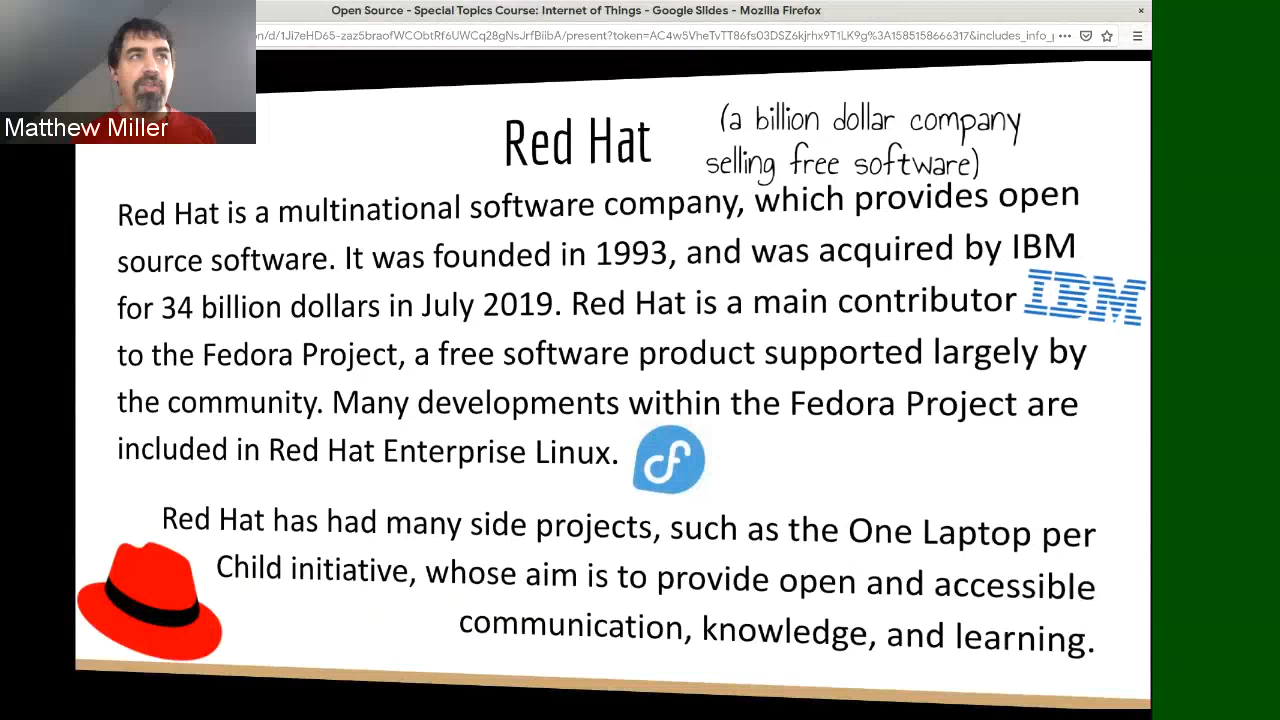 Open Source - Special Topics Course: Internet of Things - Google Slides - Mozilla Firefox
on/d/1Ji7eHD65-zaz5braofWCObtRf6UWCq28gNsJrfBiibA/present?token=AC4w5VheTvTT86fs03DSZ6kjrhx9T1LK9g%3A1585158666317&includes_info_p
Matthew Miller
Red Hat
(a billion dollar company
selling free software)
Red Hat is a multinational software company, which provides open
source software. It was founded in 1993, and was acquired by IBM
for 34 billion dollars in July 2019. Red Hat is a main contributor
IBM
to the Fedora Project, a free software product supported largely by
the community. Many developments within the Fedora Project are
included in Red Hat Enterprise Linux.
Red Hat has had many side projects, such as the One Laptop per
Child initiative, whose aim is to provide open and accessible
communication, knowledge, and learning.